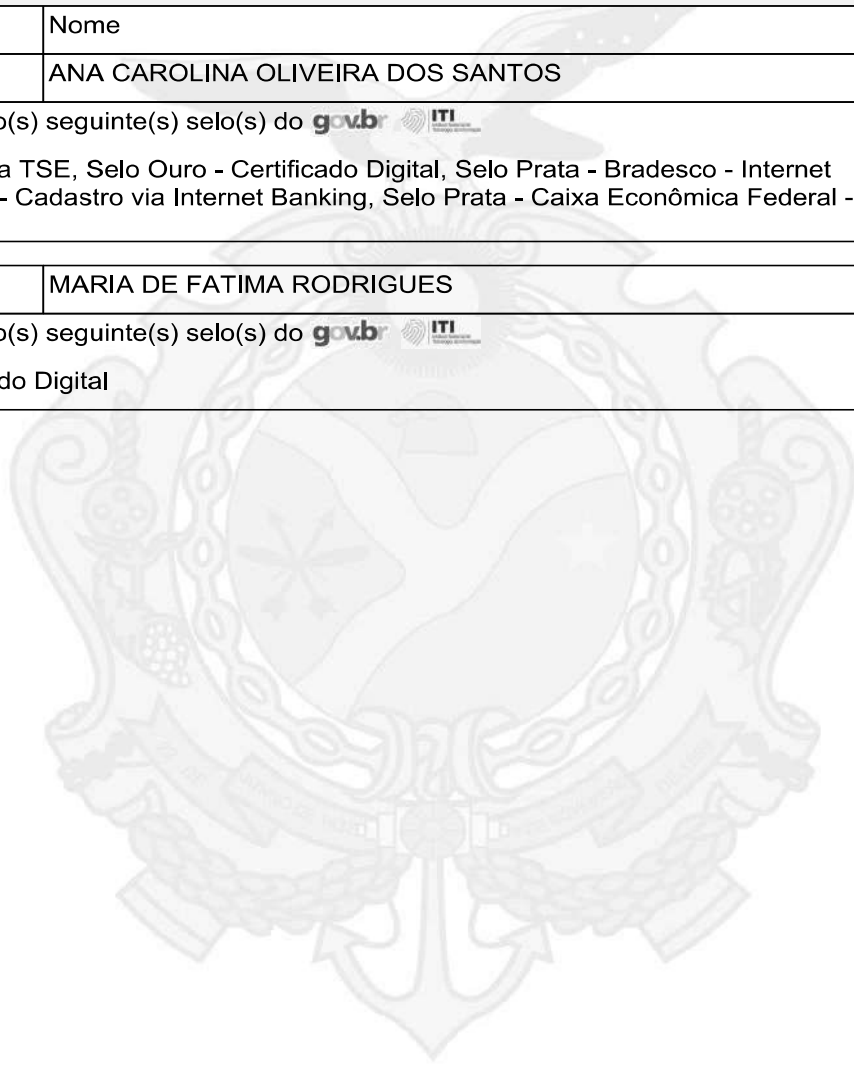 Nome
ANA CAROLINA OLIVEIRA DOS SANTOS
o(s) seguinte(s) selo(s) do gov.br ITI
a TSE, Selo Ouro - Certificado Digital, Selo Prata - Bradesco - Internet
- Cadastro via Internet Banking, Selo Prata - Caixa Econômica Federal -
MARIA DE FATIMA RODRIGUES
o(s) seguinte(s) selo(s) do gov.br ITI
do Digital